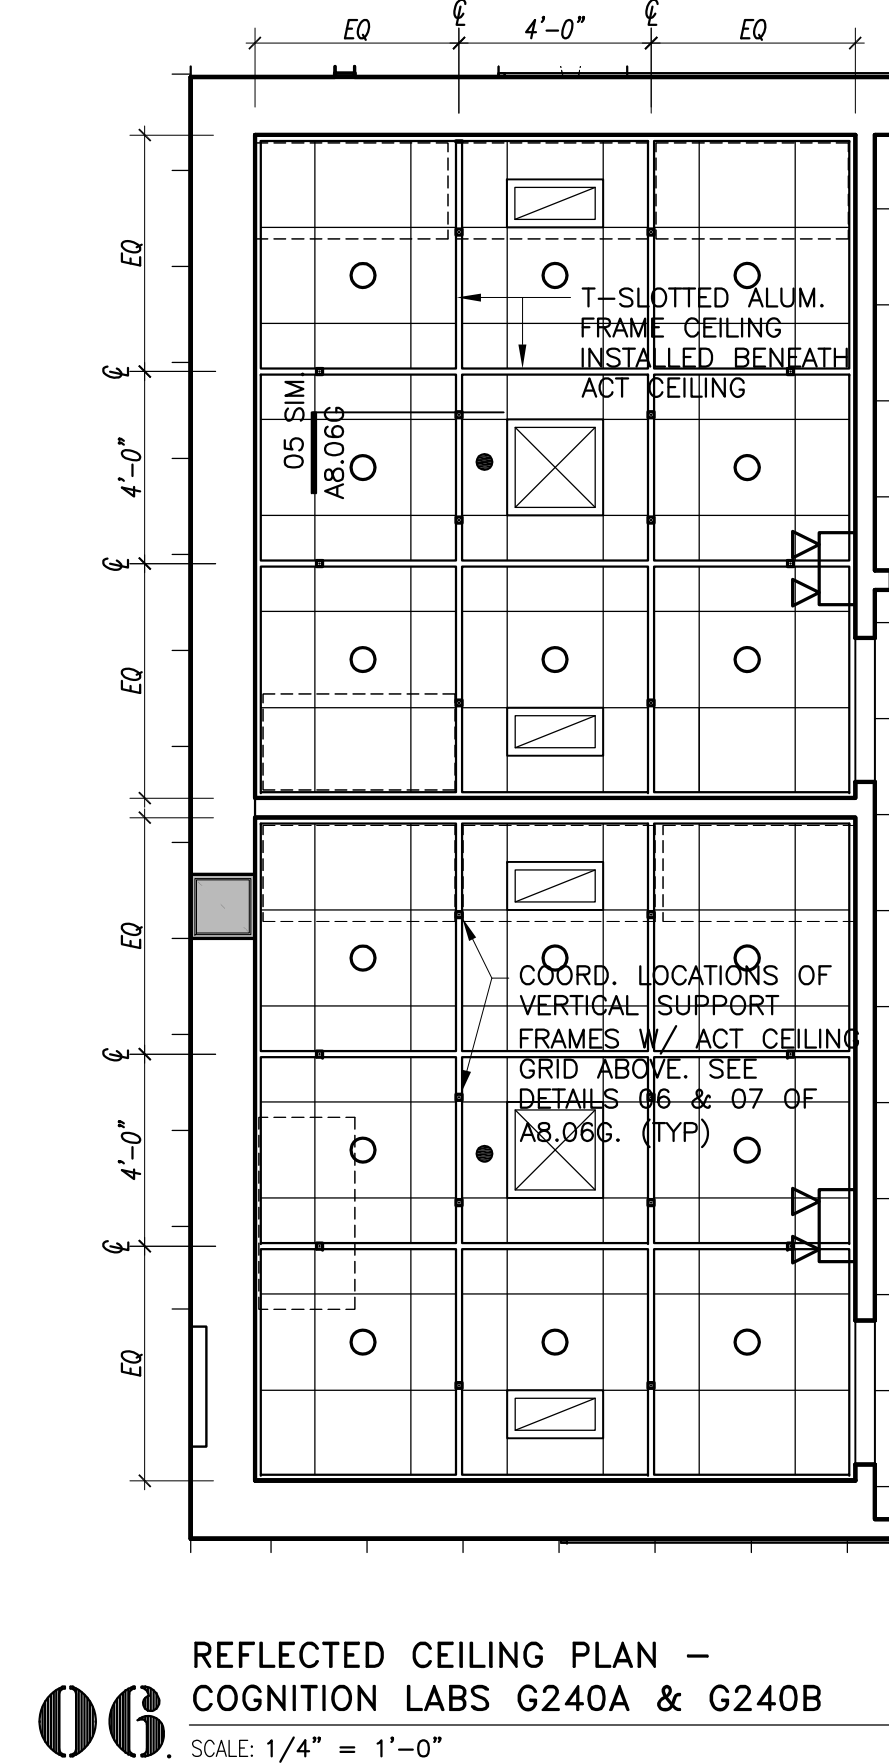 ℄ ℄
EQ 4'-0" EQ
EQ
T-SLOTTED ALUM.
FRAME CEILING
INSTALLED BENEATH
ACT CEILING
℄
05 SIM.
A8.06G
4'-0"
℄
EQ
EQ
COORD. LOCATIONS OF
VERTICAL SUPPORT
FRAMES W/ ACT CEILING
GRID ABOVE. SEE
DETAILS 06 & 07 OF
A8.06G. (TYP)
℄
4'-0"
℄
EQ
REFLECTED CEILING PLAN -
COGNITION LABS G240A & G240B
06.
SCALE: 1/4" = 1'-0"